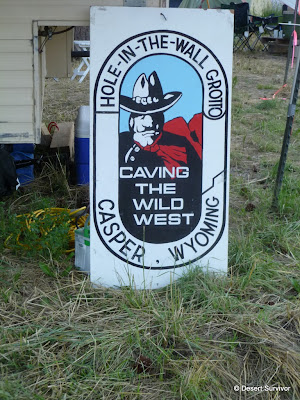 HOLE-IN-THE-WALL GROTTO
CAVING
THE
WILD
WEST
CASPER, WYOMING
© Desert Survivor